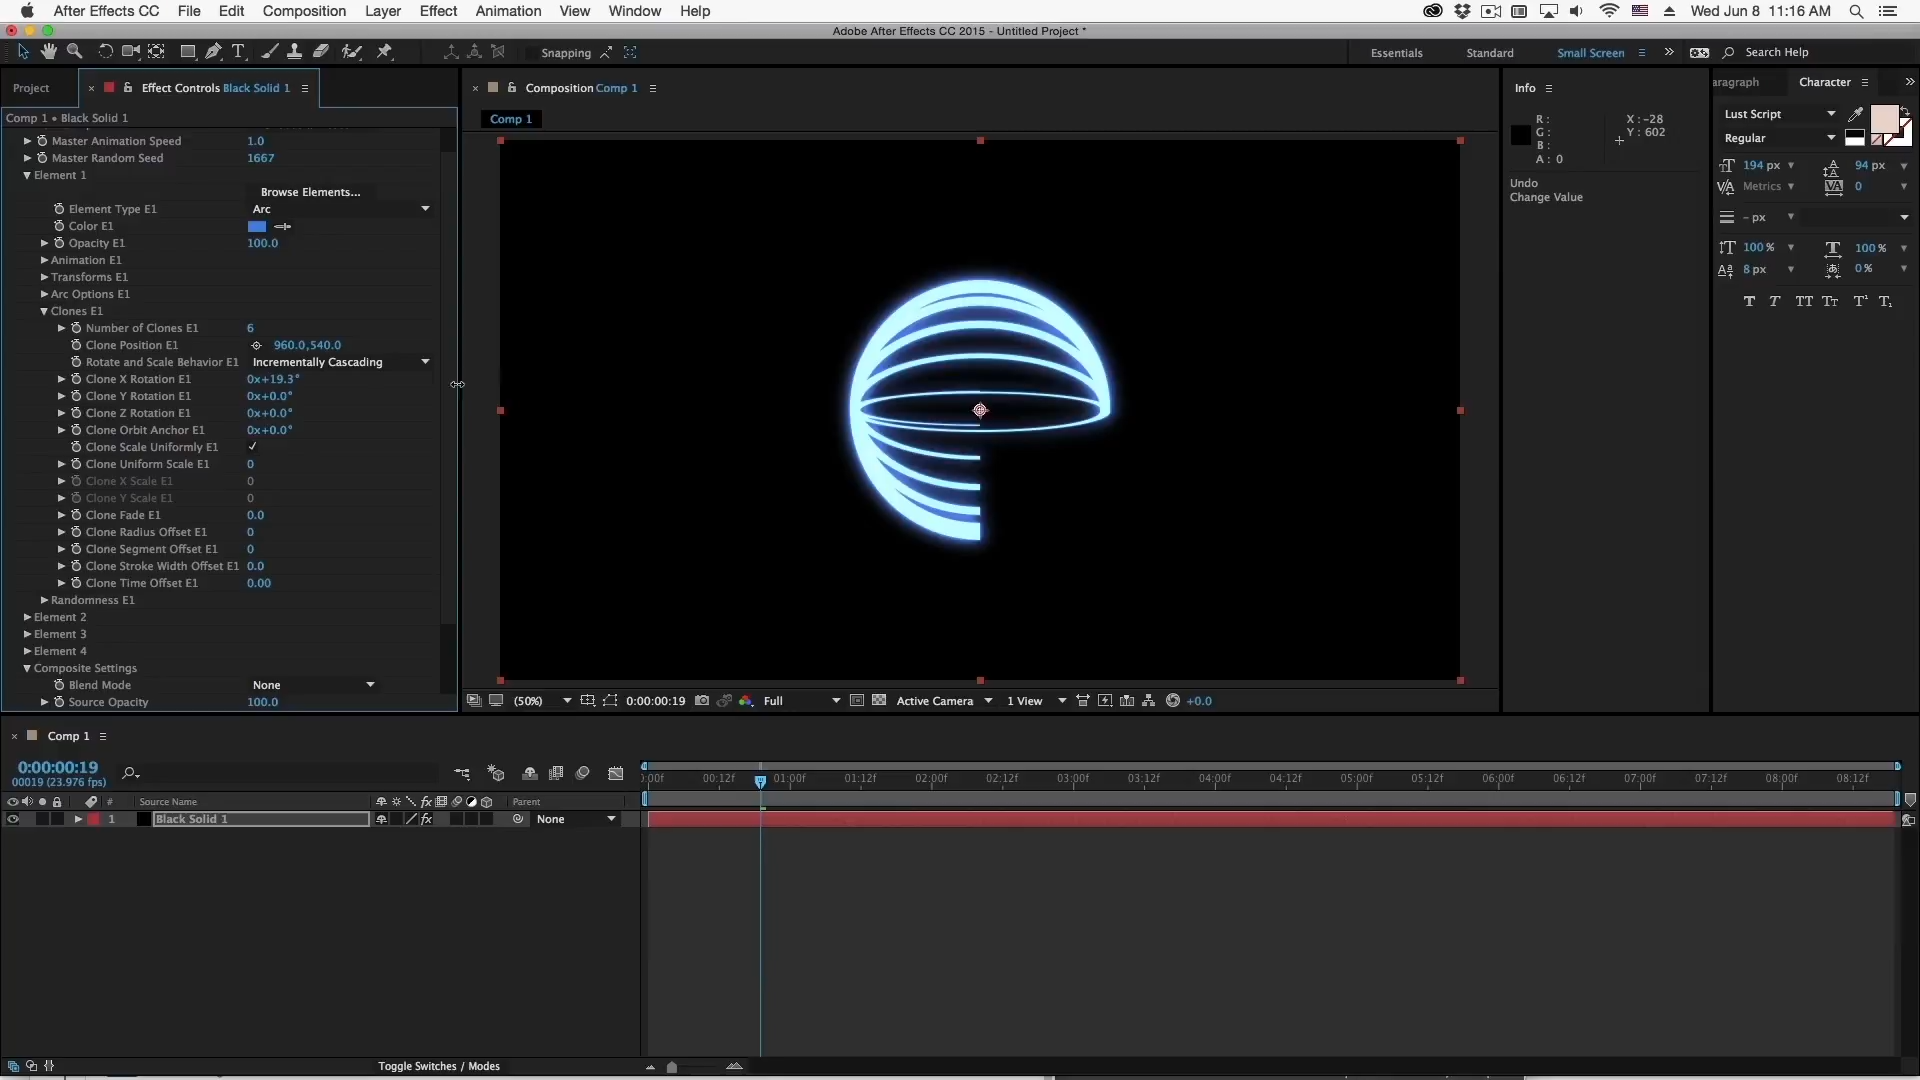 After Effects CC File Edit Composition Layer Effect Animation View Window Help Wed Jun 8 11:16 AM
Adobe After Effects CC 2015 - Untitled Project *
Snapping Essentials Standard Small Screen Search Help
Project Effect Controls Black Solid 1 Composition Comp 1 Info aragraph Character
Comp 1 • Black Solid 1
Comp 1
Master Animation Speed 1.0
Master Random Seed 1667
Element 1
Browse Elements...
Element Type E1 Arc
Color E1
Opacity E1 100.0
Animation E1
Transforms E1
Arc Options E1
Clones E1
Number of Clones E1 6
Clone Position E1 960.0,540.0
Rotate and Scale Behavior E1 Incrementally Cascading
Clone X Rotation E1 0x+19.3°
Clone Y Rotation E1 0x+0.0°
Clone Z Rotation E1 0x+0.0°
Clone Orbit Anchor E1 0x+0.0°
Clone Scale Uniformly E1
Clone Uniform Scale E1 0
Clone X Scale E1 0
Clone Y Scale E1 0
Clone Fade E1 0.0
Clone Radius Offset E1 0
Clone Segment Offset E1 0
Clone Stroke Width Offset E1 0.0
Clone Time Offset E1 0.00
Randomness E1
Element 2
Element 3
Element 4
Composite Settings
Blend Mode None
Source Opacity 100.0
(50%) 0:00:00:19 Full Active Camera 1 View +0.0
R :
G :
B :
A : 0
X : -28
Y : 602
Undo
Change Value
Lust Script
Regular
194 px 94 px
Metrics 0
- px
100 % 100 %
8 px 0 %
T T TT Tт T¹ T₁
Comp 1
0:00:00:19
00019 (23.976 fps)
:00f 00:12f 01:00f 01:12f 02:00f 02:12f 03:00f 03:12f 04:00f 04:12f 05:00f 05:12f 06:00f 06:12f 07:00f 07:12f 08:00f 08:12f
# Source Name fx Parent
1 Black Solid 1 fx None
Toggle Switches / Modes